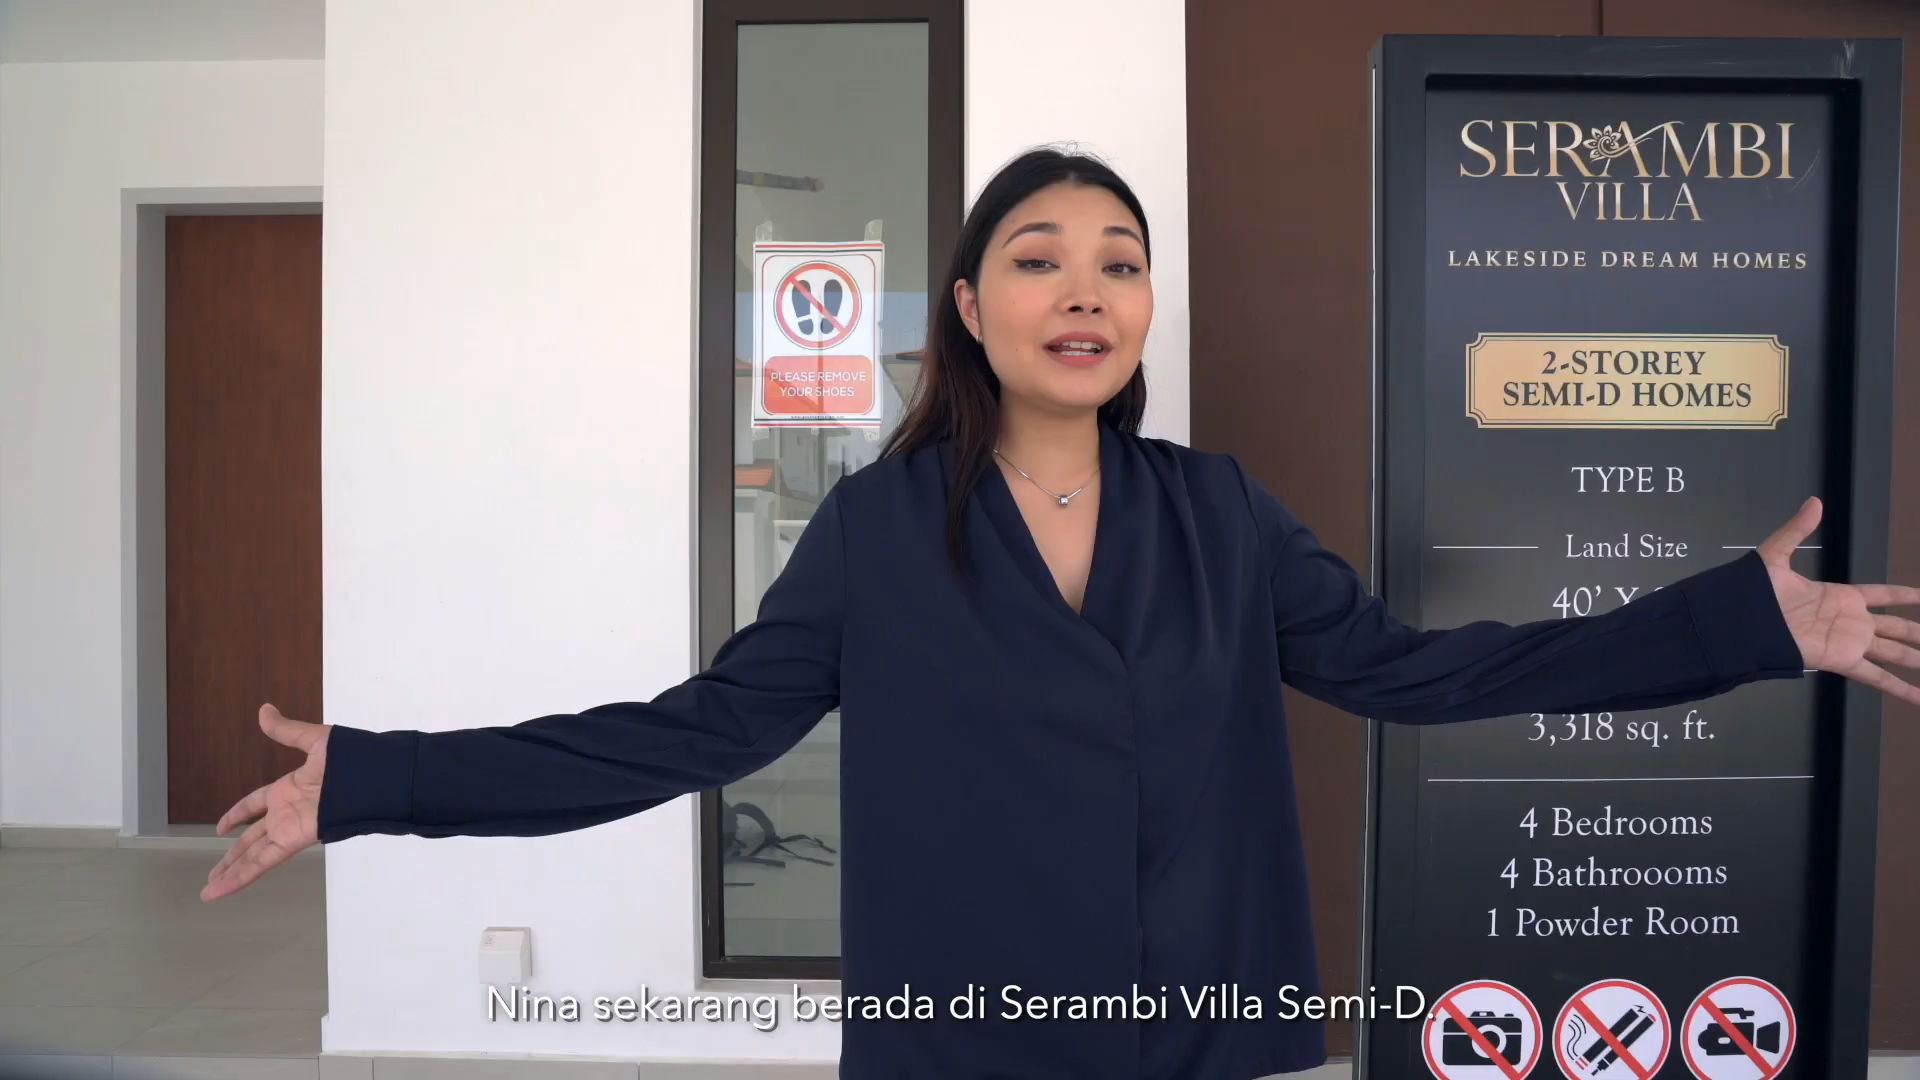 SERAMBI
VILLA
LAKESIDE DREAM HOMES
2-STOREY
SEMI-D HOMES
TYPE B
Land Size
40’ X
3,318 sq. ft.
4 Bedrooms
4 Bathroooms
1 Powder Room
PLEASE REMOVE
YOUR SHOES
Nina sekarang berada di Serambi Villa Semi-D.